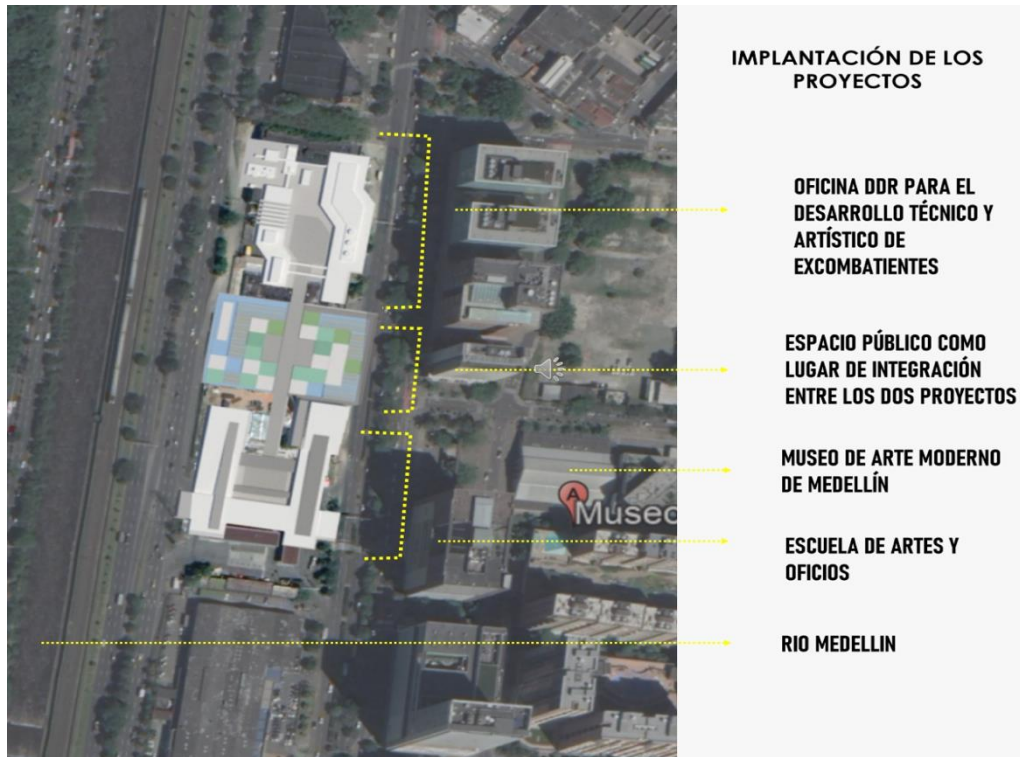 IMPLANTACIÓN DE LOS
PROYECTOS
OFICINA DDR PARA EL
DESARROLLO TÉCNICO Y
ARTÍSTICO DE
EXCOMBATIENTES
ESPACIO PÚBLICO COMO
LUGAR DE INTEGRACIÓN
ENTRE LOS DOS PROYECTOS
MUSEO DE ARTE MODERNO
DE MEDELLÍN
A
Museo
ESCUELA DE ARTES Y
OFICIOS
RIO MEDELLIN